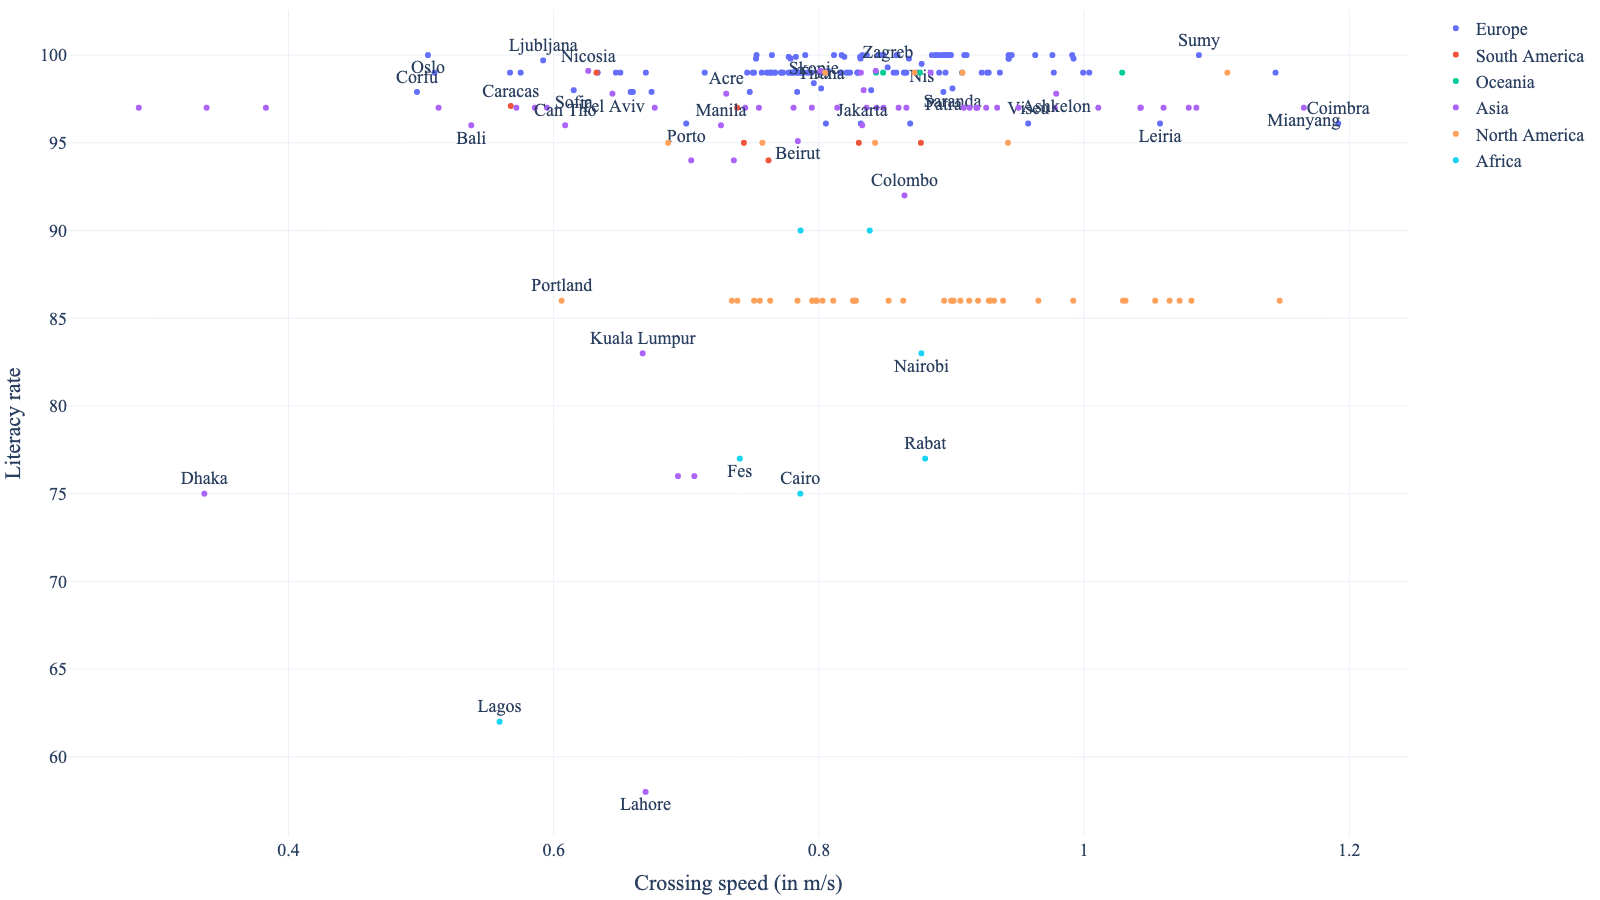 Sumy
Ljubljana
Zagreb
Nicosia
Oslo
Skopje
Tirana
Corfu
Acre
Nis
Caracas
Sofia
Tel Aviv
Can Tho
Manila
Jakarta
Saranda
Patra
Viseu
Ashkelon
Coimbra
Mianyang
Bali
Porto
Leiria
Beirut
Colombo
Portland
Kuala Lumpur
Nairobi
Rabat
Fes
Cairo
Dhaka
Lagos
Lahore
100
95
90
85
80
75
70
65
60
Literacy rate
0.4
0.6
0.8
1
1.2
Crossing speed (in m/s)
Europe
South America
Oceania
Asia
North America
Africa